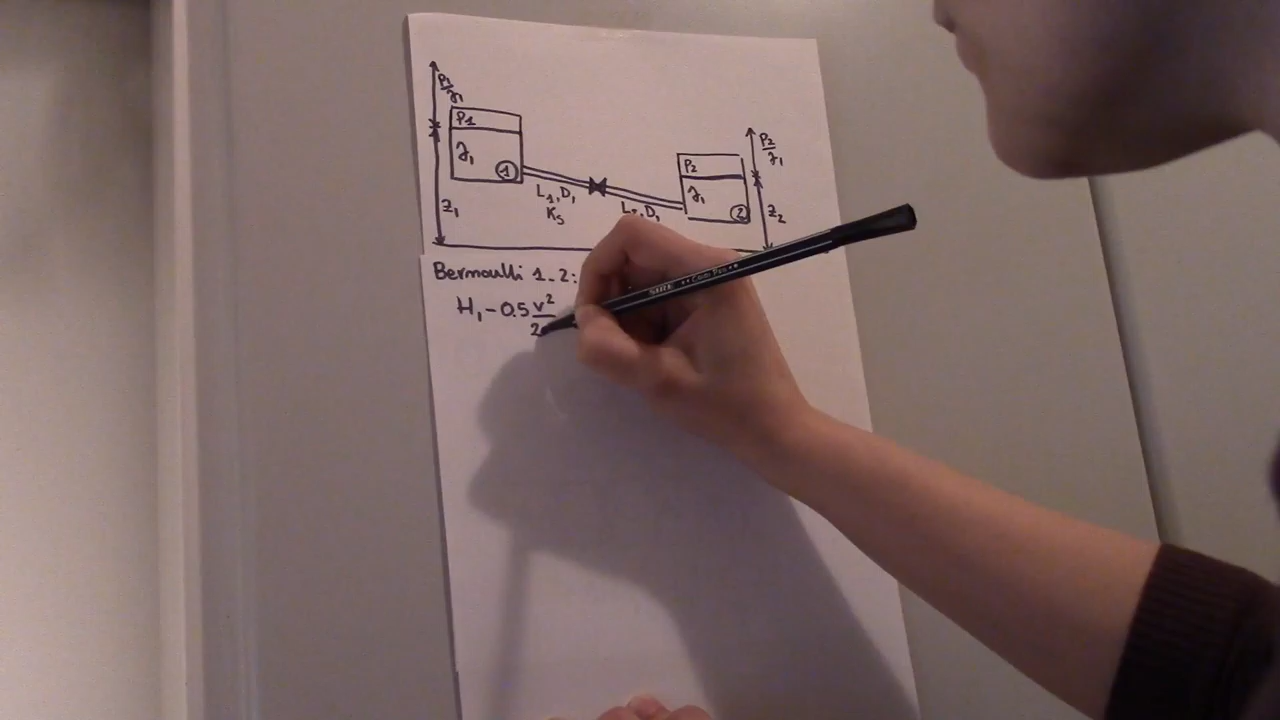 P1
γ1
P1
γ1
1
Z1
L1, D1
KS
L2, D1
P2
γ1
2
P2
γ1
Z2
Bernoulli 1-2:
H1 - 0.5 v²
2
STYLE